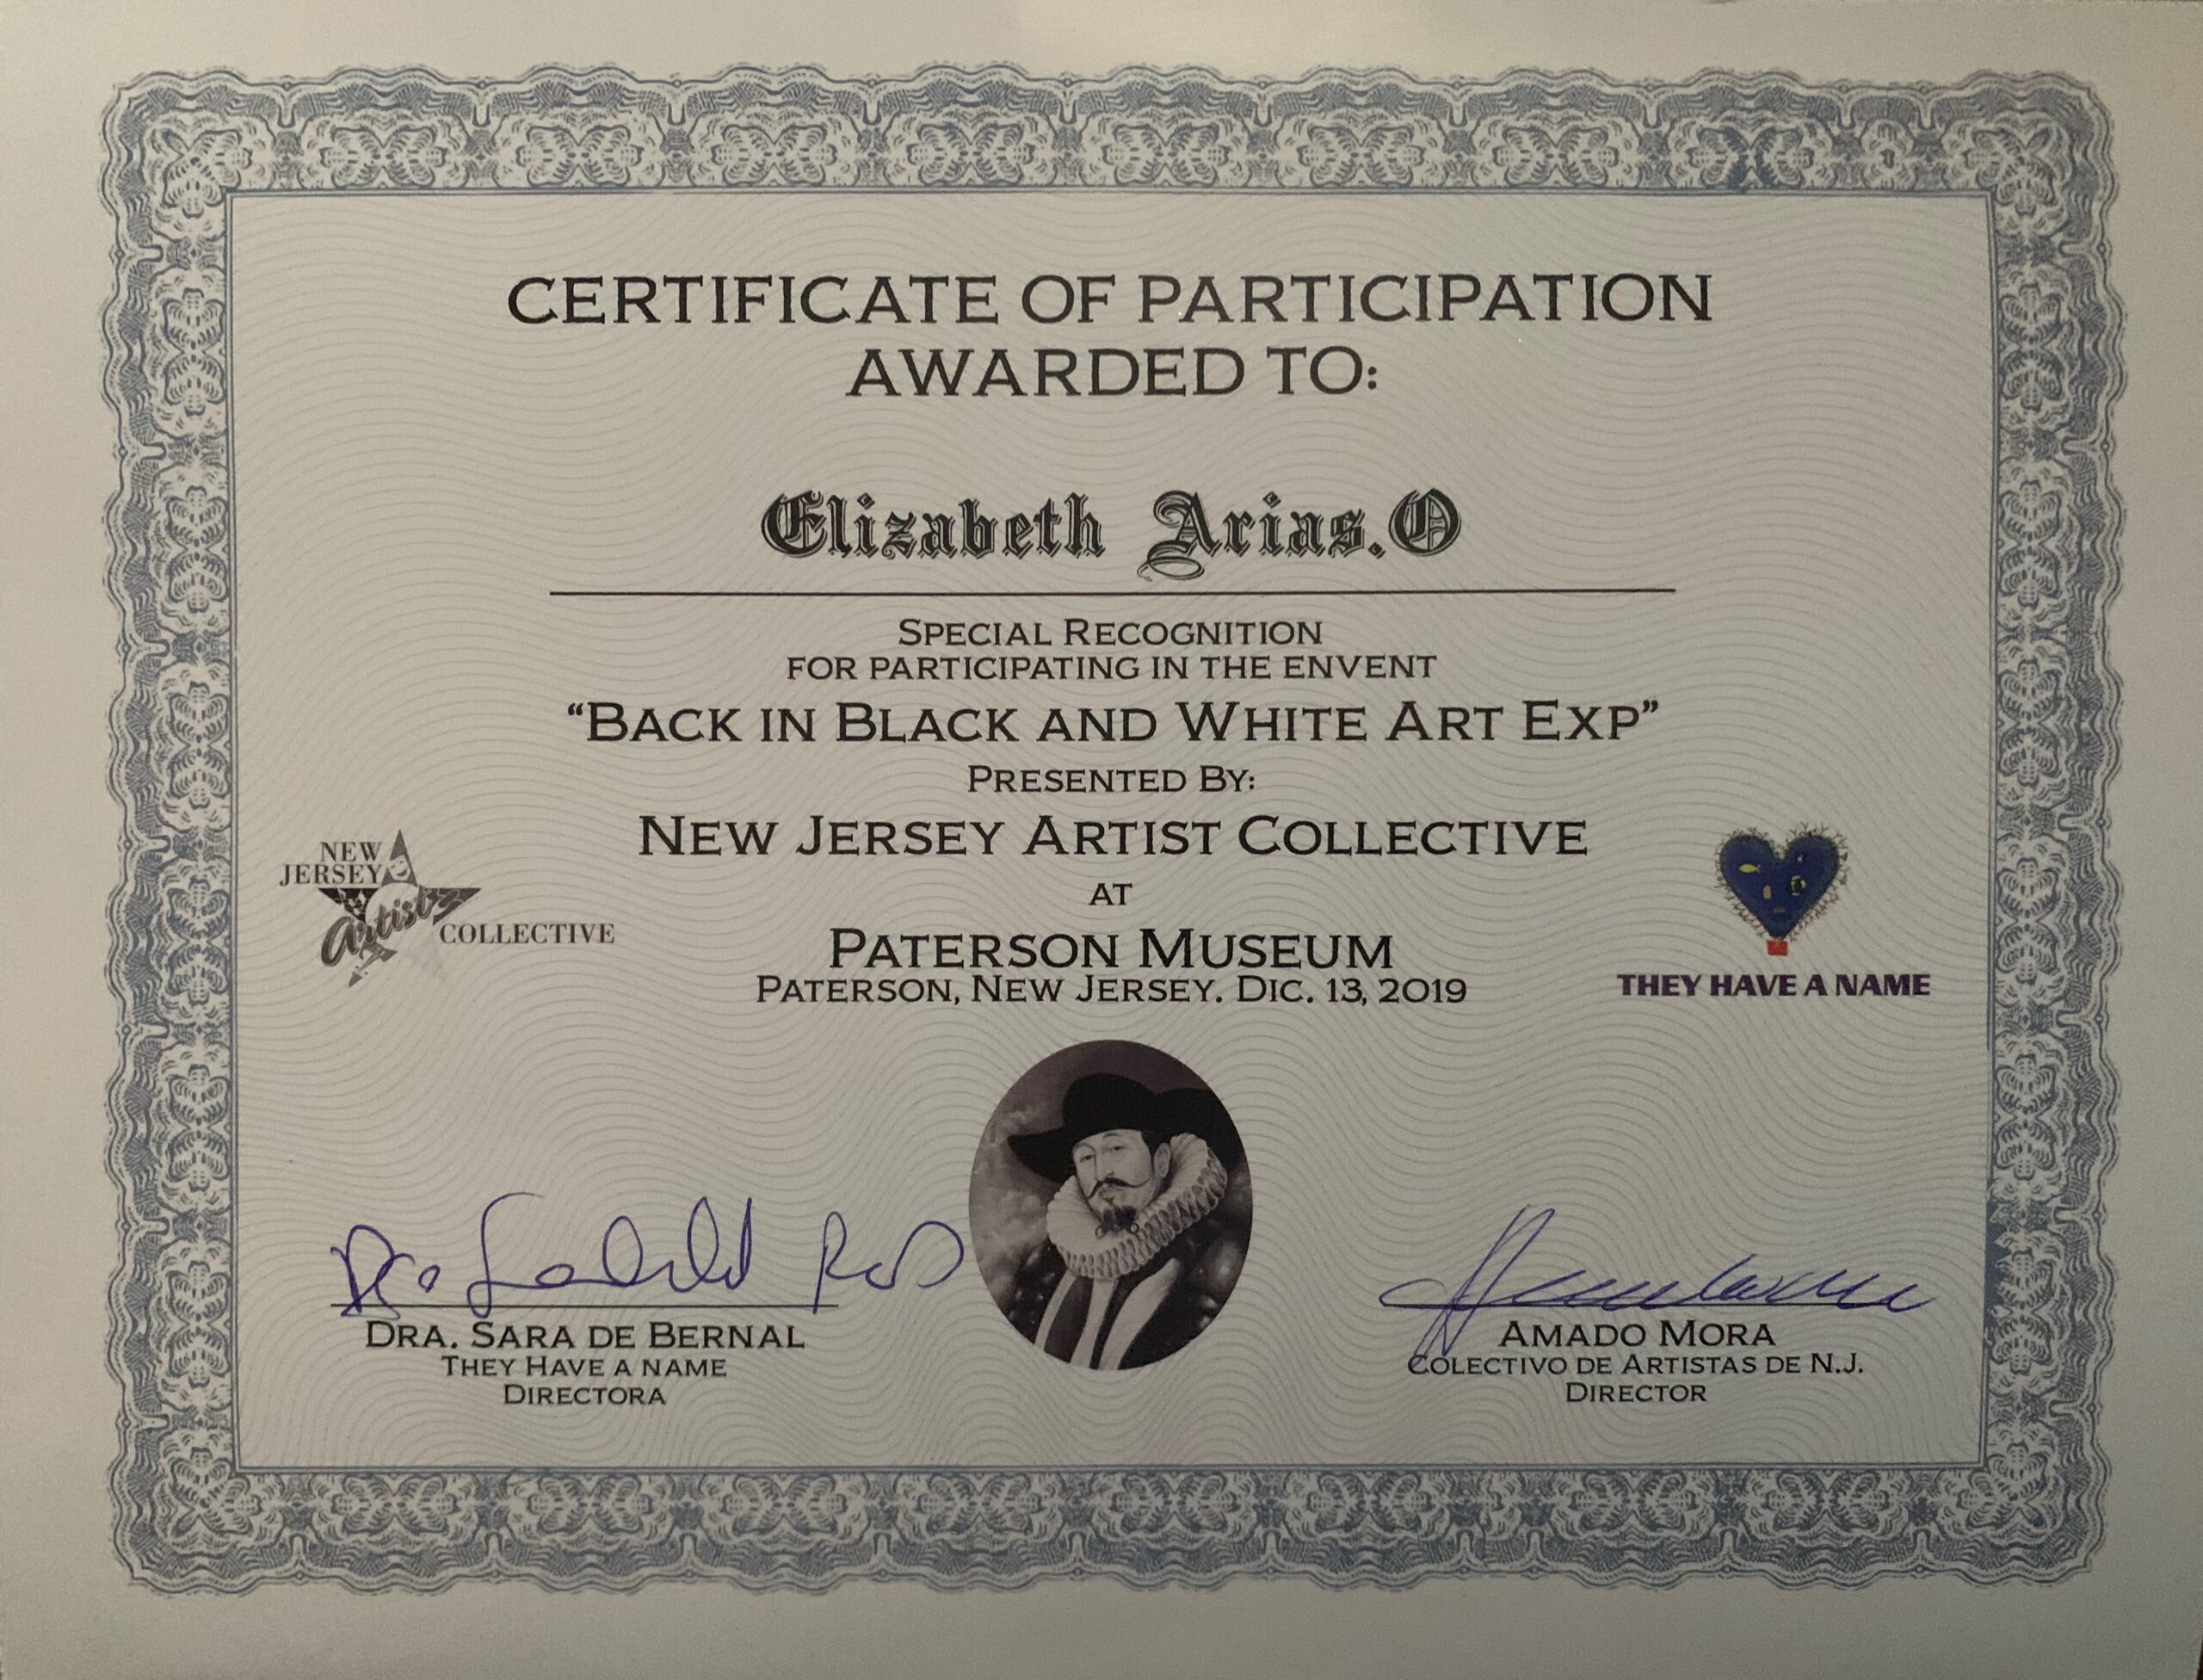 CERTIFICATE OF PARTICIPATION
AWARDED TO:
Elizabeth Arias.O
SPECIAL RECOGNITION
FOR PARTICIPATING IN THE ENVENT
“BACK IN BLACK AND WHITE ART EXP”
PRESENTED BY:
NEW JERSEY ARTIST COLLECTIVE
AT
PATERSON MUSEUM
PATERSON, NEW JERSEY. DIC. 13, 2019
NEW
JERSEY
Artist
COLLECTIVE
THEY HAVE A NAME
DRA. SARA DE BERNAL
THEY HAVE A NAME
DIRECTORA
AMADO MORA
COLECTIVO DE ARTISTAS DE N.J.
DIRECTOR